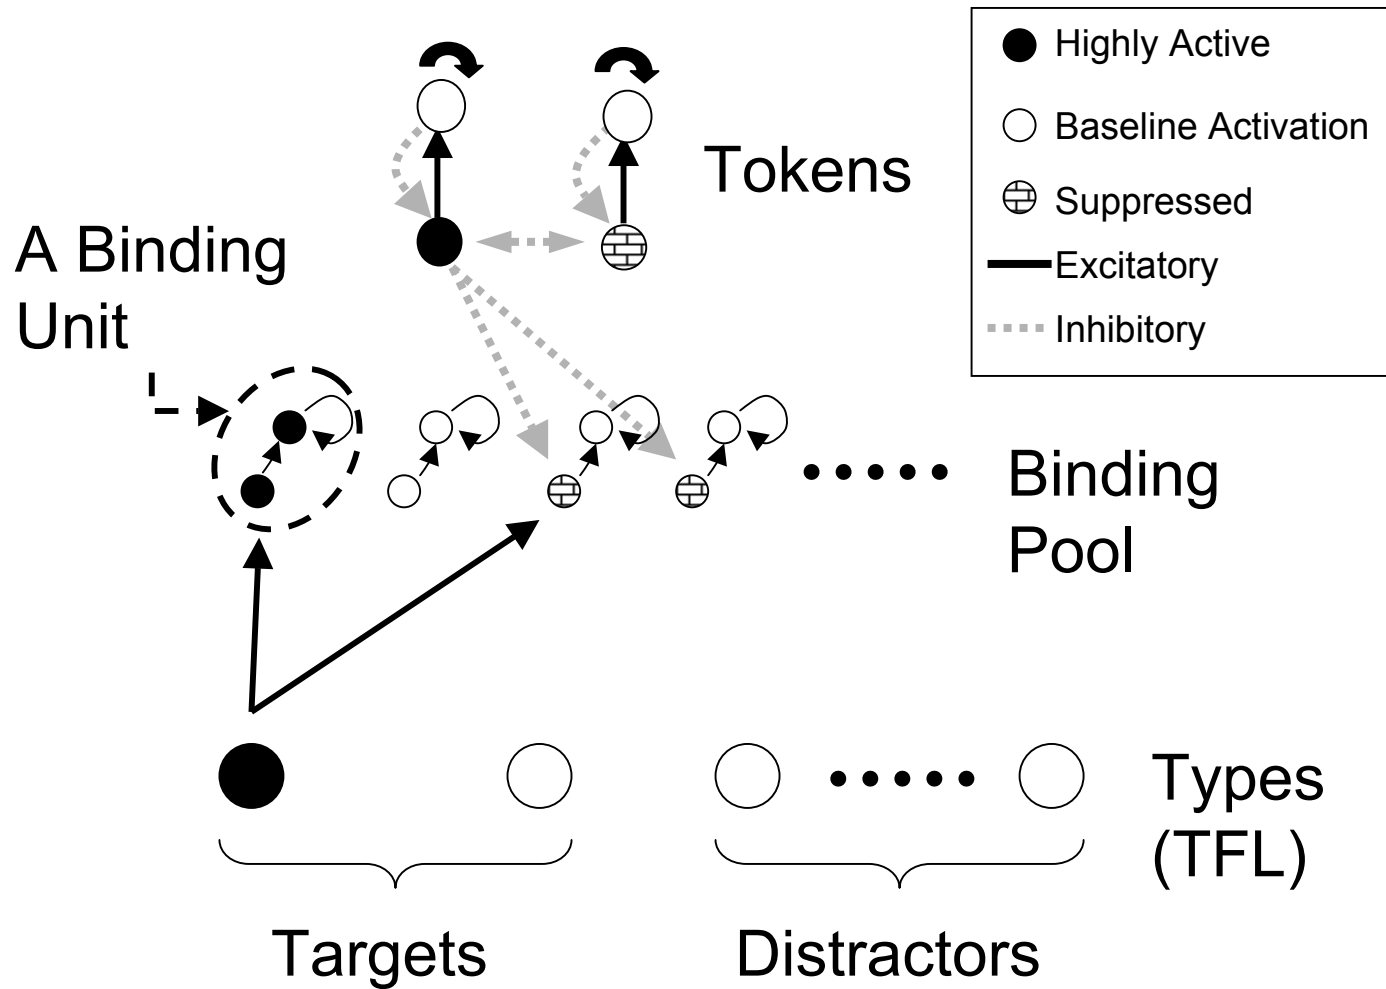 Highly Active
Baseline Activation
Suppressed
Excitatory
Inhibitory
Tokens
A Binding
Unit
Binding
Pool
Types
(TFL)
Targets
Distractors